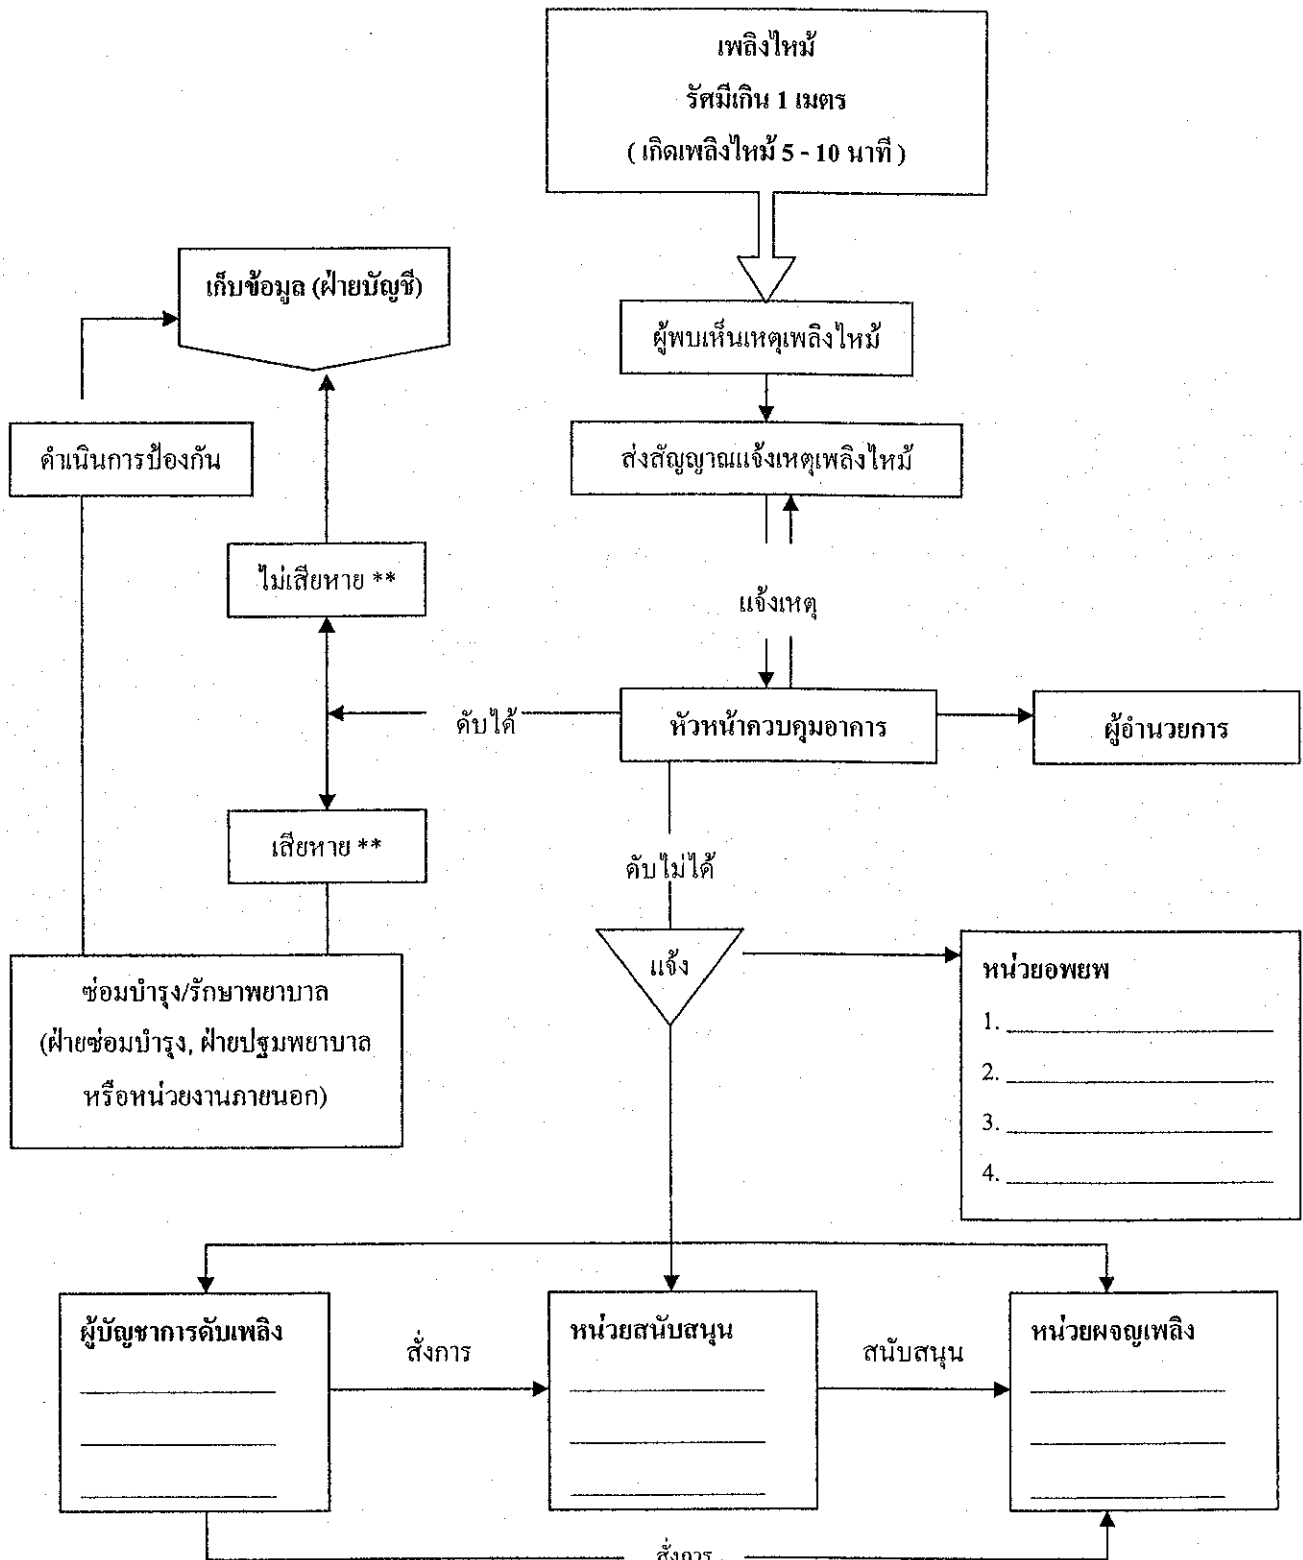 เพลิงไหม้
รัศมีเกิน 1 เมตร
( เกิดเพลิงไหม้ 5 - 10 นาที )
เก็บข้อมูล (ฝ่ายบัญชี)
ผู้พบเห็นเหตุเพลิงไหม้
ดำเนินการป้องกัน
ส่งสัญญาณแจ้งเหตุเพลิงไหม้
ไม่เสียหาย **
แจ้งเหตุ
ดับได้
หัวหน้าควบคุมอาคาร
ผู้อำนวยการ
เสียหาย **
ดับไม่ได้
แจ้ง
ซ่อมบำรุง/รักษาพยาบาล
(ฝ่ายซ่อมบำรุง, ฝ่ายปฐมพยาบาล
หรือหน่วยงานภายนอก)
หน่วยอพยพ
1.
2.
3.
4.
ผู้บัญชาการดับเพลิง
สั่งการ
หน่วยสนับสนุน
สนับสนุน
หน่วยผจญเพลิง
สั่งการ